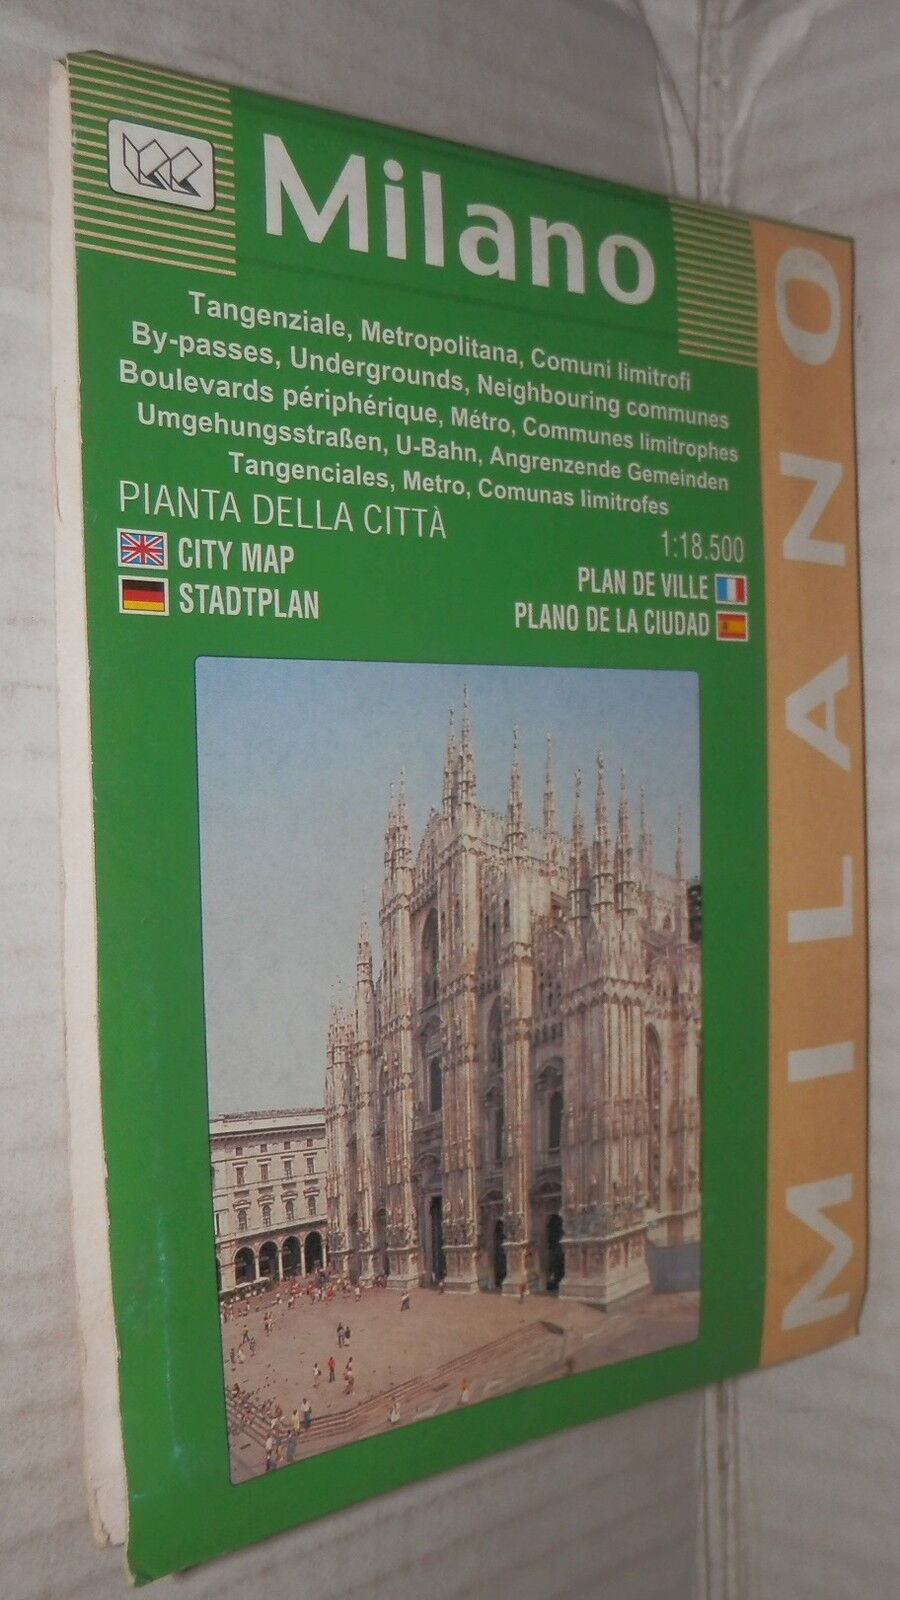 Milano
Tangenziale, Metropolitana, Comuni limitrofi
By-passes, Undergrounds, Neighbouring communes
Boulevards périphérique, Métro, Communes limitrophes
Umgehungsstraßen, U-Bahn, Angrenzende Gemeinden
Tangenciales, Metro, Comunas limitrofes
PIANTA DELLA CITTÀ
1:18.500
CITY MAP
PLAN DE VILLE
STADTPLAN
PLANO DE LA CIUDAD
MILANO